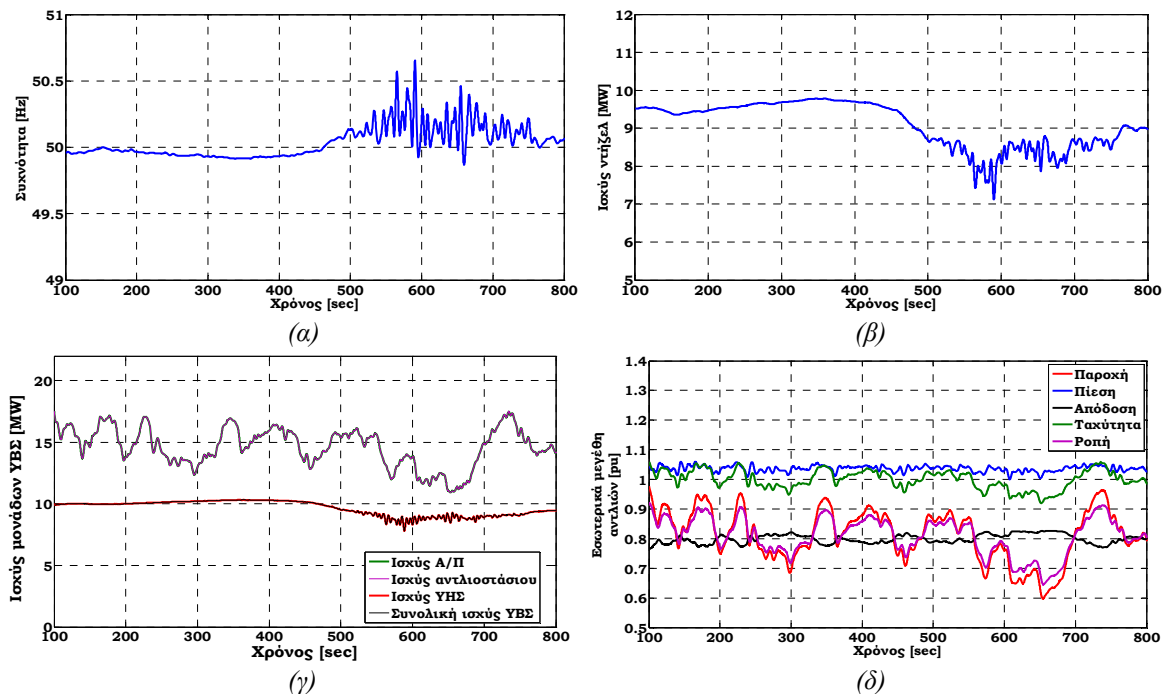 51
50.5
50
49.5
49
Συχνότητα [Hz]
100 200 300 400 500 600 700 800
Χρόνος [sec]
(α)
12
11
10
9
8
7
6
5
Ισχύς ντήζελ [MW]
100 200 300 400 500 600 700 800
Χρόνος [sec]
(β)
20
15
10
5
0
Ισχύς μονάδων ΥΒΣ [MW]
Ισχύς Α/Π
Ισχύς αντλιοστάσιου
Ισχύς ΥΗΣ
Συνολική ισχύς ΥΒΣ
100 200 300 400 500 600 700 800
Χρόνος [sec]
(γ)
1.4
1.3
1.2
1.1
1
0.9
0.8
0.7
0.6
0.5
Εσωτερικά μεγέθη
αντλιών [pu]
Παροχή
Πίεση
Απόδοση
Ταχύτητα
Ροπή
100 200 300 400 500 600 700 800
Χρόνος [sec]
(δ)